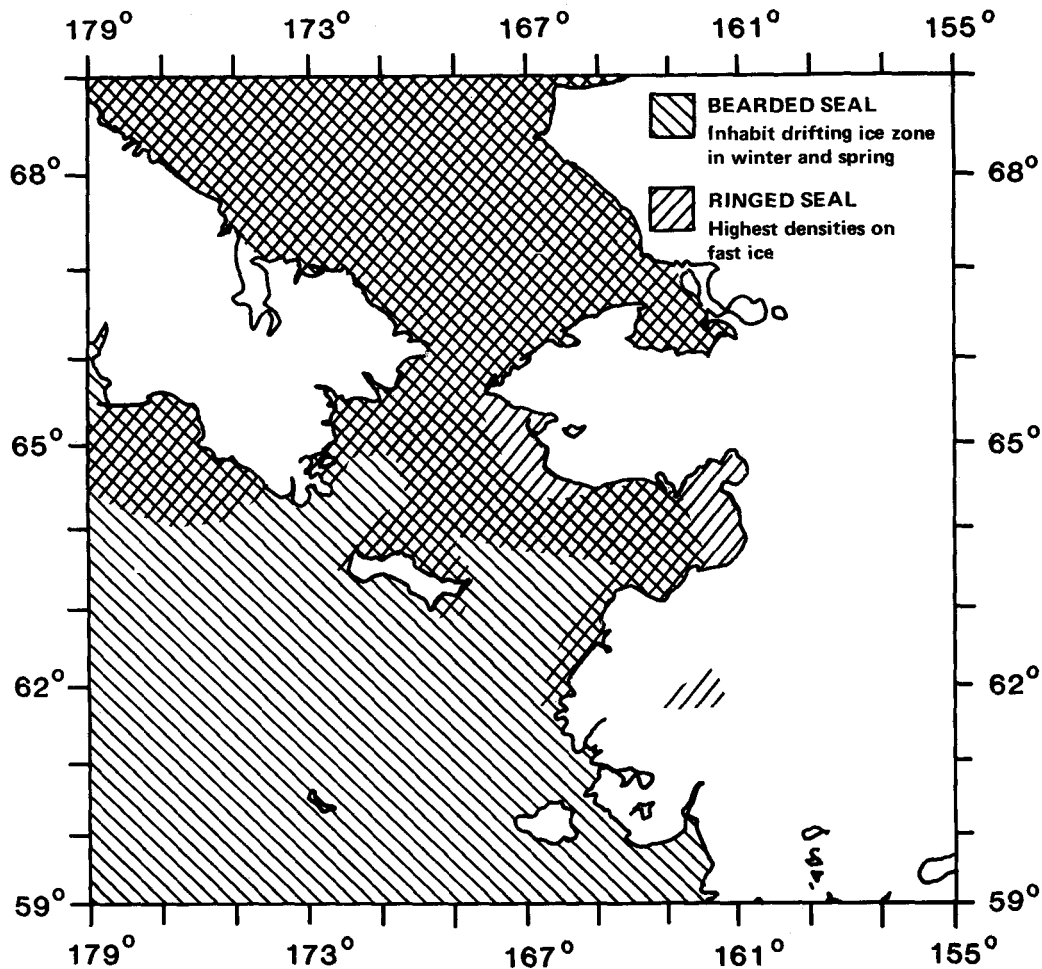 179° 173° 167° 161° 155°
BEARDED SEAL
Inhabit drifting ice zone
in winter and spring
68° 68°
RINGED SEAL
Highest densities on
fast ice
65° 65°
62° 62°
59° 59°
179° 173° 167° 161° 155°